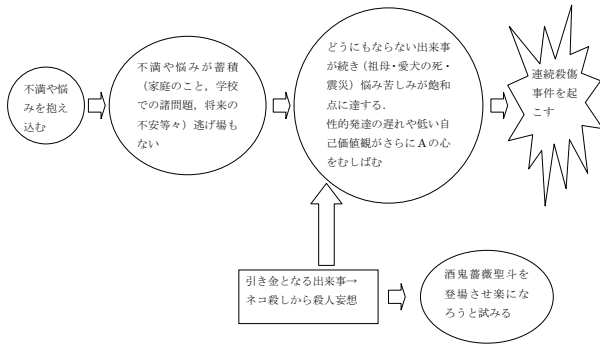 不満や悩
みを抱え
込む
不満や悩みが蓄積
（家庭のこと，学校
での諸問題，将来の
不安等々）逃げ場も
ない
どうにもならない出来事
が続き（祖母・愛犬の死・
震災）悩み苦しみが飽和
点に達する．
性的発達の遅れや低い自
己価値観がさらにAの心
をむしばむ
連続殺傷
事件を起
こす
引き金となる出来事→
ネコ殺しから殺人妄想
酒鬼薔薇聖斗を
登場させ楽にな
ろうと試みる